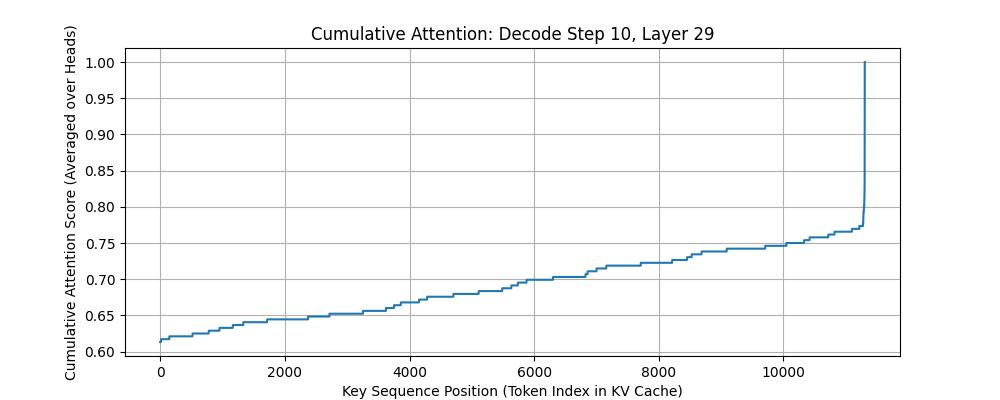 Cumulative Attention: Decode Step 10, Layer 29
Cumulative Attention Score (Averaged over Heads)
1.00
0.95
0.90
0.85
0.80
0.75
0.70
0.65
0.60
0 2000 4000 6000 8000 10000
Key Sequence Position (Token Index in KV Cache)